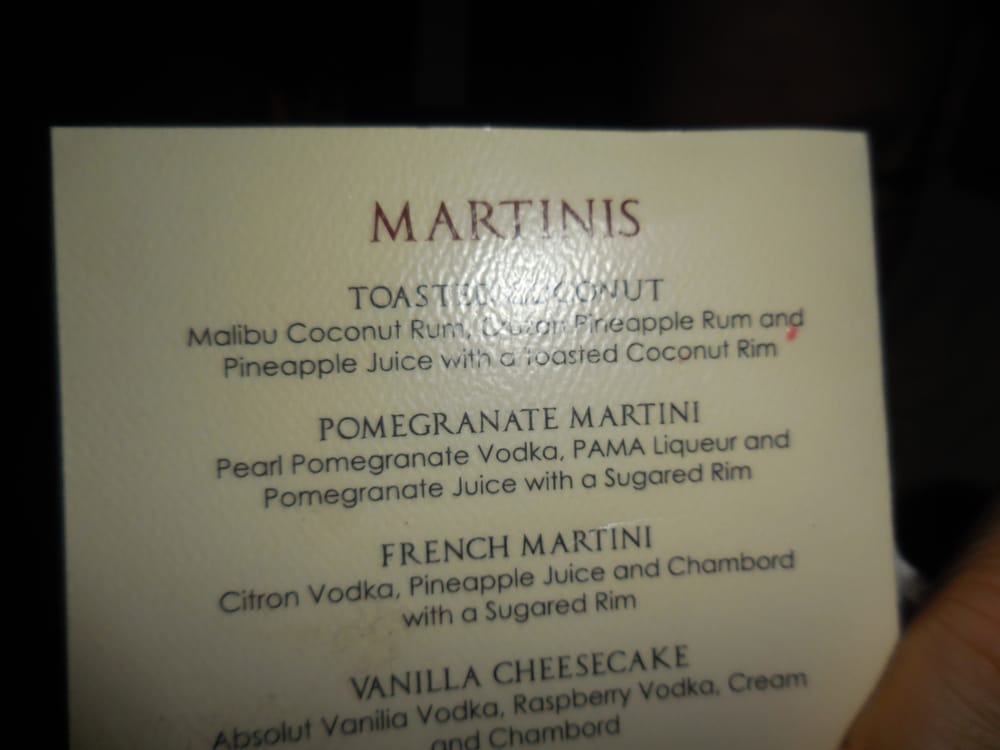 MARTINIS
TOASTED COCONUT
Malibu Coconut Rum, Cruzan Pineapple Rum and
Pineapple Juice with a Toasted Coconut Rim
POMEGRANATE MARTINI
Pearl Pomegranate Vodka, PAMA Liqueur and
Pomegranate Juice with a Sugared Rim
FRENCH MARTINI
Citron Vodka, Pineapple Juice and Chambord
with a Sugared Rim
VANILLA CHEESECAKE
Absolut Vanilia Vodka, Raspberry Vodka, Cream
and Chambord